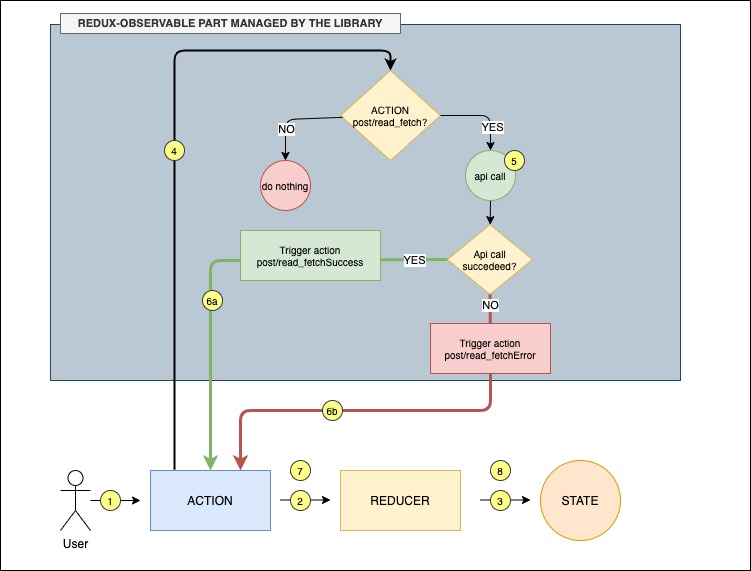 REDUX-OBSERVABLE PART MANAGED BY THE LIBRARY
ACTION
post/read_fetch?
NO
YES
4
5
do nothing
api call
Trigger action
post/read_fetchSuccess
YES
Api call
succedeed?
6a
NO
Trigger action
post/read_fetchError
6b
7
8
1
ACTION
2
REDUCER
3
STATE
User